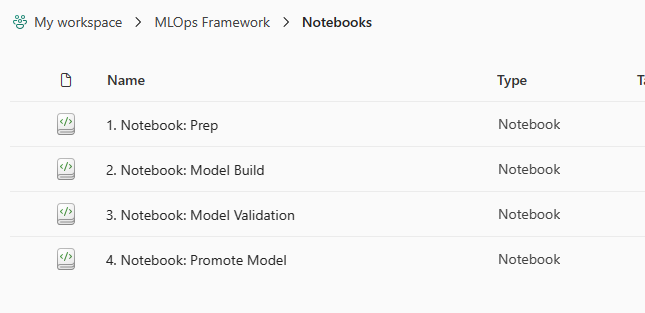 My workspace > MLOps Framework > Notebooks
Name Type
1. Notebook: Prep Notebook
2. Notebook: Model Build Notebook
3. Notebook: Model Validation Notebook
4. Notebook: Promote Model Notebook